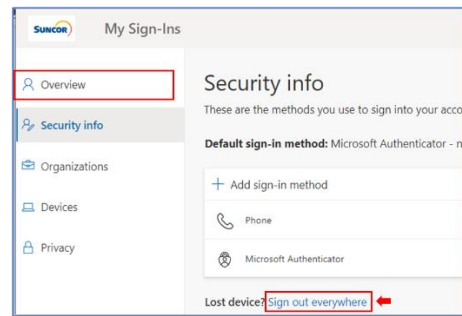 SUNCOR
My Sign-Ins
Overview
Security info
Organizations
Devices
Privacy
Security info
These are the methods you use to sign into your
Default sign-in method: Microsoft Authenticator -
+ Add sign-in method
Phone
Microsoft Authenticator
Lost device? Sign out everywhere